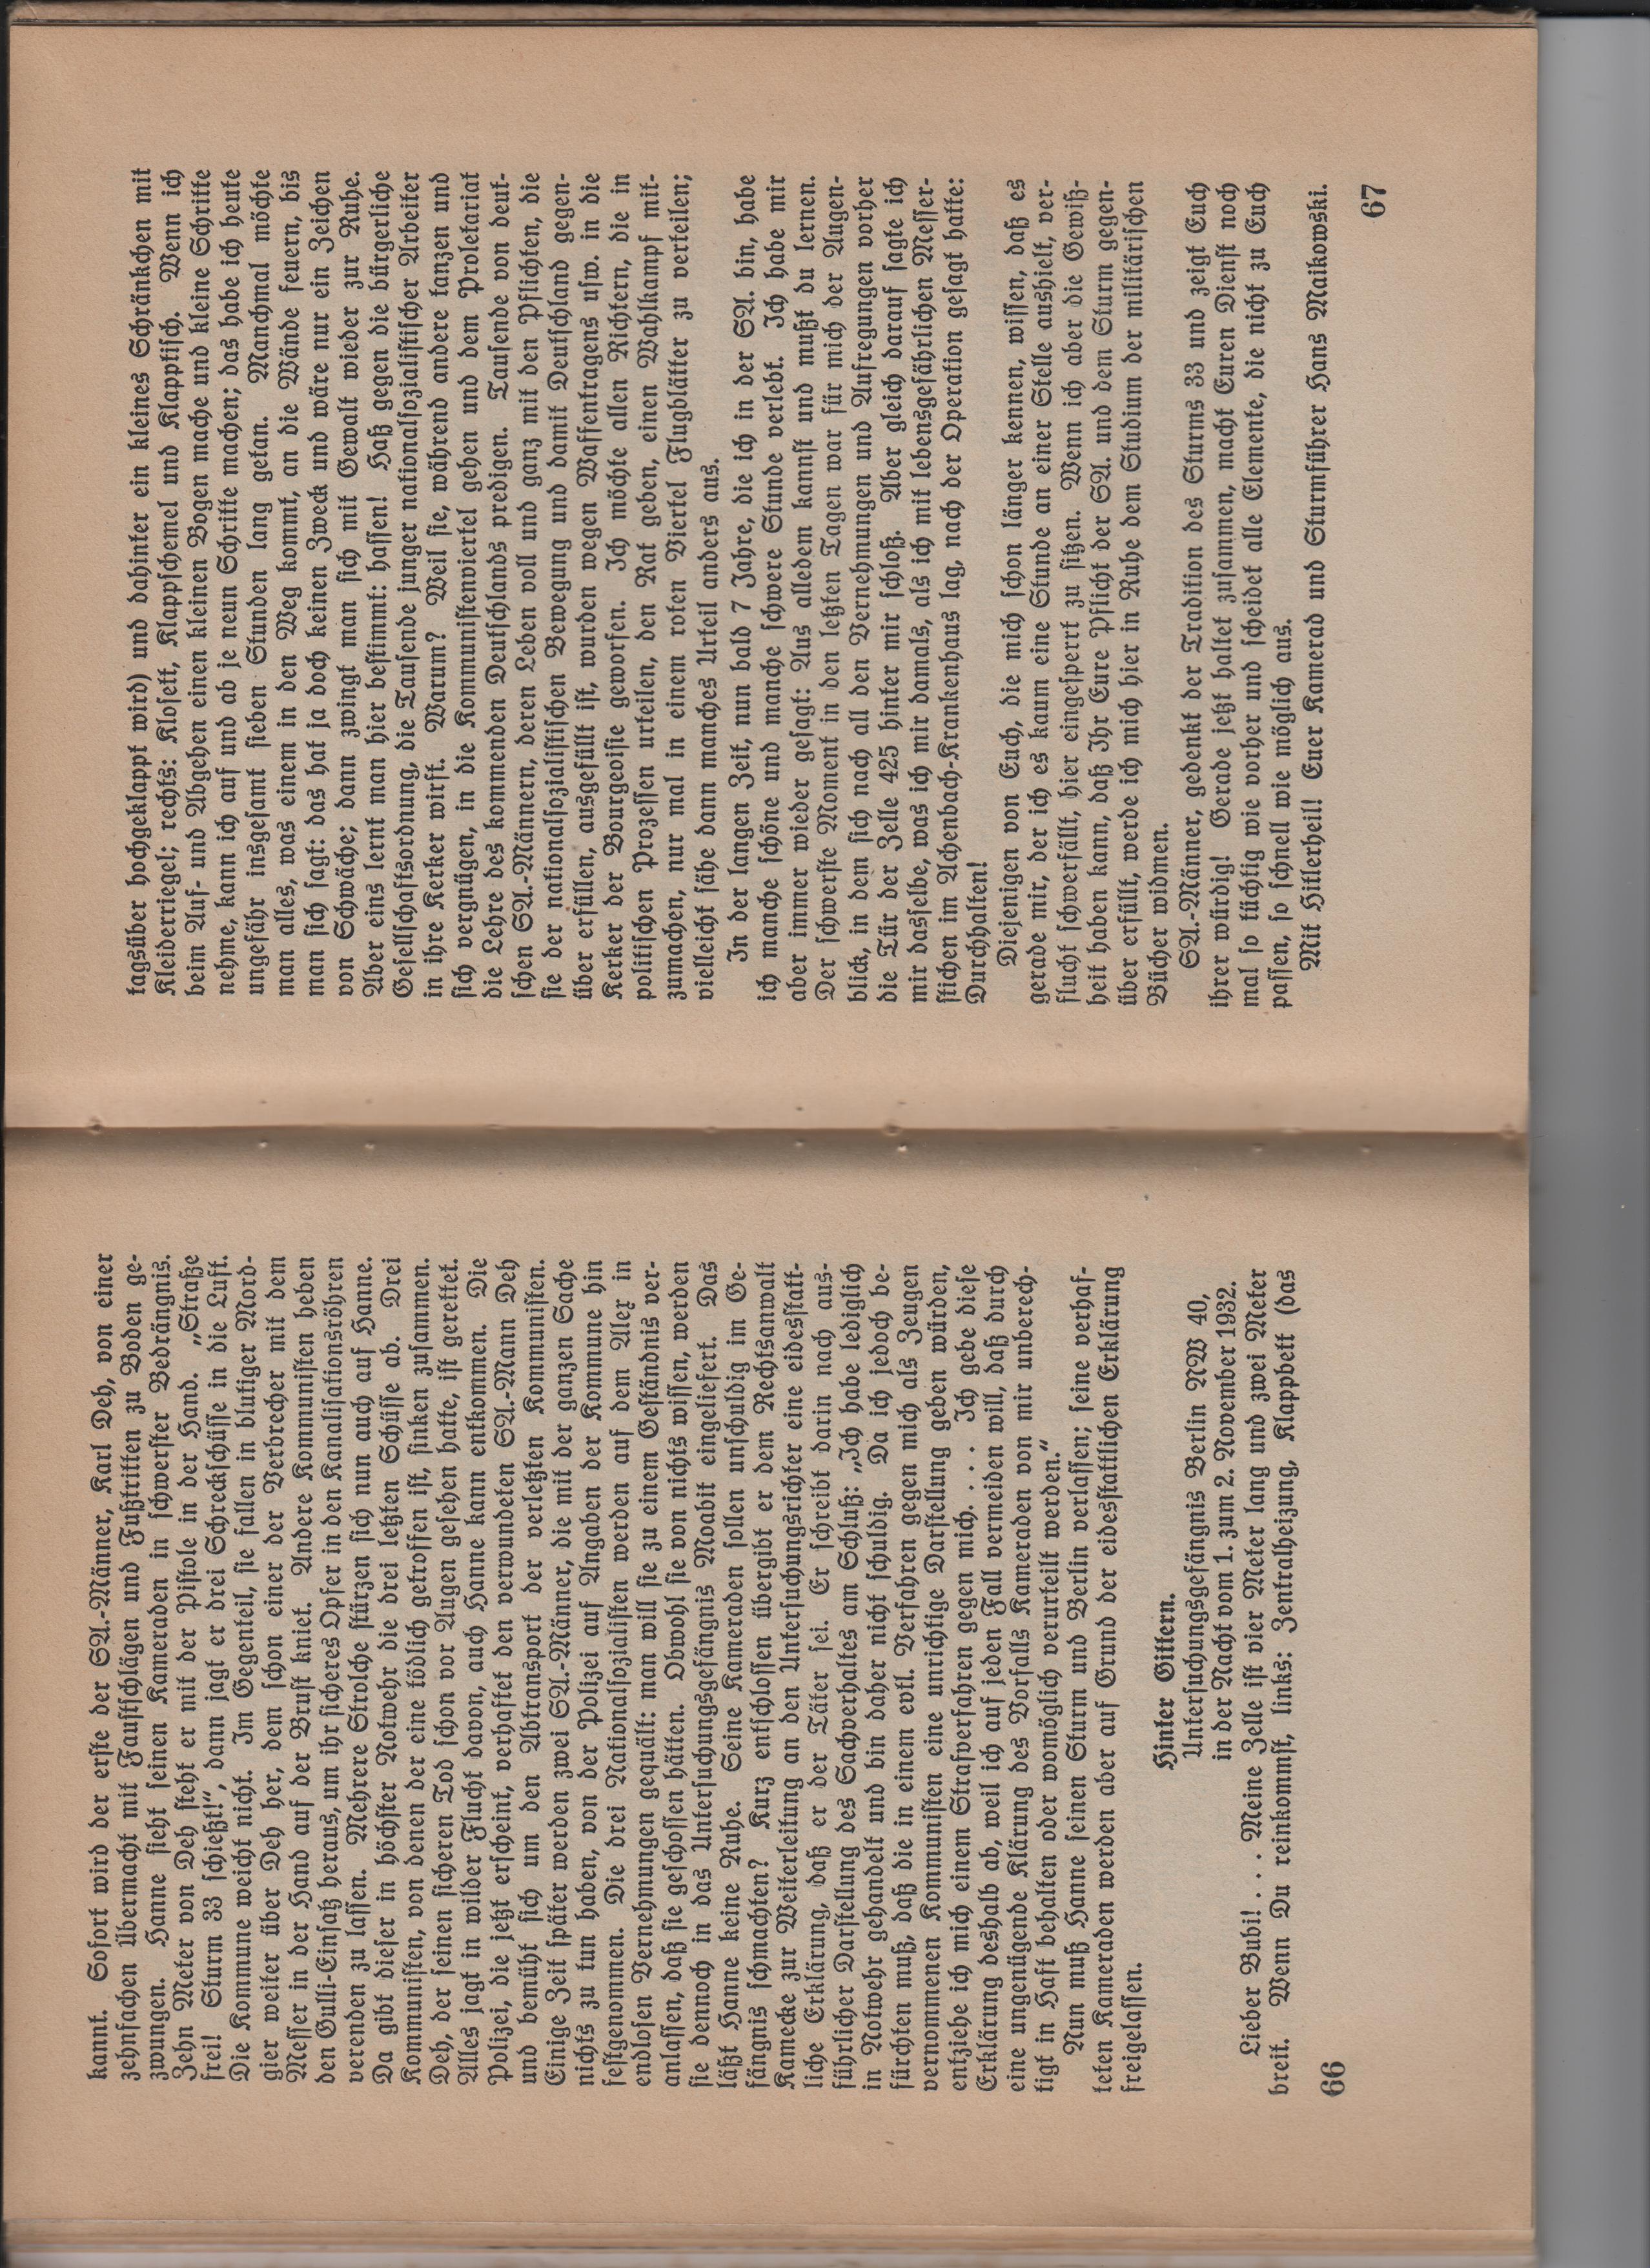 kannt. Sofort wird der erste der SA.-Männer, Karl Deh, von einer
zehnfachen Übermacht mit Faustschlägen und Fußtritten zu Boden ge-
zwungen. Hanne sieht seinen Kameraden in schwerster Bedrängnis.
Zehn Meter von Deh steht er mit der Pistole in der Hand. „Straße
frei! Sturm 33 schießt!“, dann jagt er drei Schreckschüsse in die Luft.
Die Kommune weicht nicht. Im Gegenteil, sie fallen in blutiger Mord-
gier weiter über Deh her, dem schon einer der Verbrecher mit dem
Messer in der Hand auf der Brust kniet. Andere Kommunisten heben
den Gulli-Einsatz heraus, um ihr sicheres Opfer in den Kanalisationsröhren
verenden zu lassen. Mehrere Strolche stürzen sich nun auch auf Hanne.
Da gibt dieser in höchster Notwehr die drei letzten Schüsse ab. Drei
Kommunisten, von denen der eine tödlich getroffen ist, sinken zusammen.
Deh, der seinen sicheren Tod schon vor Augen gesehen hatte, ist gerettet.
Alles jagt in wilder Flucht davon, auch Hanne kann entkommen. Die
Polizei, die jetzt erscheint, verhaftet den verwundeten SA.-Mann Deh
und bemüht sich um den Abtransport der verletzten Kommunisten.
Einige Zeit später werden zwei SA.-Männer, die mit der ganzen Sache
nichts zu tun haben, von der Polizei auf Angaben der Kommune hin
festgenommen. Die drei Nationalsozialisten werden auf dem Alex in
endlosen Vernehmungen gequält: man will sie zu einem Geständnis ver-
anlassen, daß sie geschossen hätten. Obwohl sie von nichts wissen, werden
sie dennoch in das Untersuchungsgefängnis Moabit eingeliefert. Das
läßt Hanne keine Ruhe. Seine Kameraden sollen unschuldig im Ge-
fängnis schmachten? Kurz entschlossen übergibt er dem Rechtsanwalt
Kamecke zur Weiterleitung an den Untersuchungsrichter eine eidesstatt-
liche Erklärung, daß er der Täter sei. Er schreibt darin nach aus-
führlicher Darstellung des Sachverhaltes am Schluß: „Ich habe lediglich
in Notwehr gehandelt und bin daher nicht schuldig. Da ich jedoch be-
fürchten muß, daß die in einem evtl. Verfahren gegen mich als Zeugen
vernommenen Kommunisten eine unrichtige Darstellung geben würden,
entziehe ich mich einem Strafverfahren gegen mich. . . . Ich gebe diese
Erklärung deshalb ab, weil ich auf jeden Fall vermeiden will, daß durch
eine ungenügende Klärung des Vorfalls Kameraden von mir unberech-
tigt in Haft behalten oder womöglich verurteilt werden.“
Nun muß Hanne seinen Sturm und Berlin verlassen; seine verhaf-
teten Kameraden werden aber auf Grund der eidesstattlichen Erklärung
freigelassen.
Hinter Gittern.
Untersuchungsgefängnis Berlin NW 40,
in der Nacht vom 1. zum 2. November 1932.
Lieber Bubi! . . . Meine Zelle ist vier Meter lang und zwei Meter
breit. Wenn Du reinkommst, links: Zentralheizung, Klappbett (das
66
tagsüber hochgeklappt wird) und dahinter ein kleines Schränkchen mit
Kleiderriegel; rechts: Klosett, Klappschemel und Klapptisch. Wenn ich
beim Auf- und Abgehen einen kleinen Bogen mache und kleine Schritte
nehme, kann ich auf und ab je neun Schritte machen; das habe ich heute
ungefähr insgesamt sieben Stunden lang getan. Manchmal möchte
man alles, was einem in den Weg kommt, an die Wände feuern, bis
man sich sagt: das hat ja doch keinen Zweck und wäre nur ein Zeichen
von Schwäche; dann zwingt man sich mit Gewalt wieder zur Ruhe.
Aber eins lernt man hier bestimmt: hassen! Haß gegen die bürgerliche
Gesellschaftsordnung, die Tausende junger nationalsozialistischer Arbeiter
in ihre Kerker wirft. Warum? Weil sie, während andere tanzen und
sich vergnügen, in die Kommunistenviertel gehen und dem Proletariat
die Lehre des kommenden Deutschlands predigen. Tausende von deut-
schen SA.-Männern, deren Leben voll und ganz mit den Pflichten, die
sie der nationalsozialistischen Bewegung und damit Deutschland gegen-
über erfüllen, ausgefüllt ist, wurden wegen Waffentragens usw. in die
Kerker der Bourgeoisie geworfen. Ich möchte allen Richtern, die in
politischen Prozessen urteilen, den Rat geben, einen Wahlkampf mit-
zumachen, nur mal in einem roten Viertel Flugblätter zu verteilen;
vielleicht sähe dann manches Urteil anders aus.
In der langen Zeit, nun bald 7 Jahre, die ich in der SA. bin, habe
ich manche schöne und manche schwere Stunde verlebt. Ich habe mir
aber immer wieder gesagt: Aus alledem kannst und mußt du lernen.
Der schwerste Moment in den letzten Tagen war für mich der Augen-
blick, in dem sich nach all den Vernehmungen und Aufregungen vorher
die Tür der Zelle 425 hinter mir schloß. Aber gleich darauf sagte ich
mir dasselbe, was ich mir damals, als ich mit lebensgefährlichen Messer-
stichen im Achenbach-Krankenhaus lag, nach der Operation gesagt hatte:
Durchhalten!
Diejenigen von Euch, die mich schon länger kennen, wissen, daß es
gerade mir, der ich es kaum eine Stunde an einer Stelle aushielt, ver-
flucht schwerfällt, hier eingesperrt zu sitzen. Wenn ich aber die Gewiß-
heit haben kann, daß Ihr Eure Pflicht der SA. und dem Sturm gegen-
über erfüllt, werde ich mich hier in Ruhe dem Studium der militärischen
Bücher widmen.
SA.-Männer, gedenkt der Tradition des Sturms 33 und zeigt Euch
ihrer würdig! Gerade jetzt haltet zusammen, macht Euren Dienst noch
mal so tüchtig wie vorher und scheidet alle Elemente, die nicht zu Euch
passen, so schnell wie möglich aus.
Mit Hitlerheil! Euer Kamerad und Sturmführer Hans Maikowski.
67